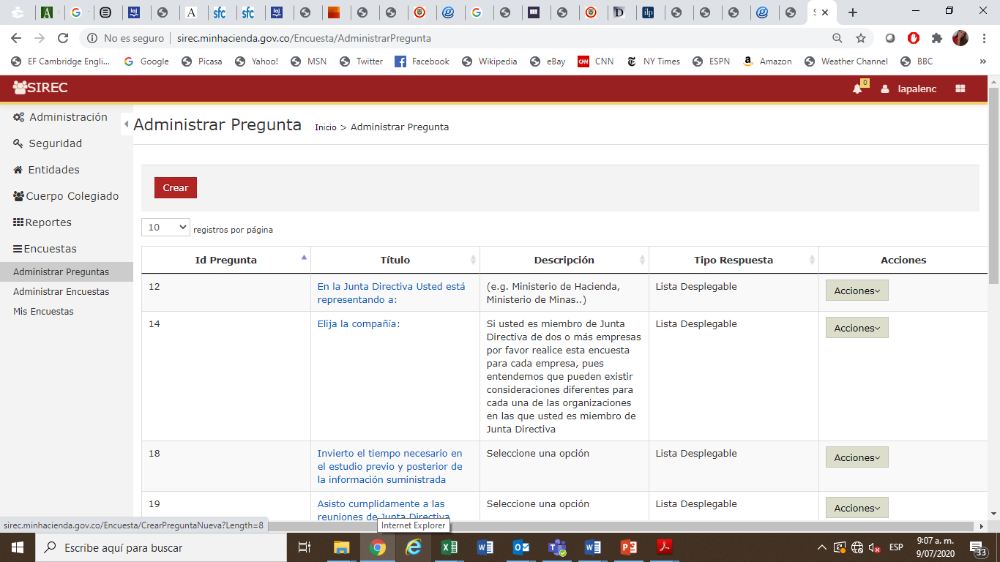 No es seguro
sirec.minhacienda.gov.co/Encuesta/AdministrarPregunta
EF Cambridge Engli... Google Picasa Yahoo! MSN Twitter Facebook Wikipedia eBay CNN NY Times ESPN Amazon Weather Channel BBC »
SIREC 0 lapalenc
Administración
Seguridad
Entidades
Cuerpo Colegiado
Reportes
Encuestas
Administrar Preguntas
Administrar Encuestas
Mis Encuestas
Administrar Pregunta Inicio > Administrar Pregunta
Crear
10 registros por página
Id Pregunta Título Descripción Tipo Respuesta Acciones
12
En la Junta Directiva Usted está
representando a:
(e.g. Ministerio de Hacienda,
Ministerio de Minas..)
Lista Desplegable
Acciones
14
Elija la compañía:
Si usted es miembro de Junta
Directiva de dos o más empresas
por favor realice esta encuesta
para cada empresa, pues
entendemos que pueden existir
consideraciones diferentes para
cada una de las organizaciones
en las que usted es miembro de
Junta Directiva
Lista Desplegable
Acciones
18
Invierto el tiempo necesario en
el estudio previo y posterior de
la información suministrada
Seleccione una opción
Lista Desplegable
Acciones
19
Asisto cumplidamente a las
reuniones de Junta Directiva
Seleccione una opción
Lista Desplegable
Acciones
sirec.minhacienda.gov.co/Encuesta/CrearPreguntaNueva?Length=8
Internet Explorer
Escribe aquí para buscar
ESP
9:07 a. m.
9/07/2020
33